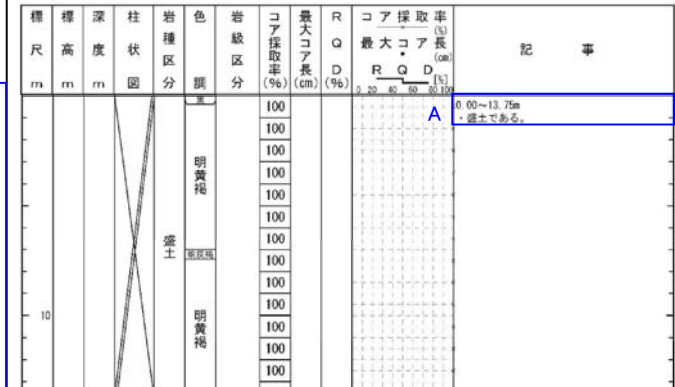 標尺 m
標高 m
深度 m
柱状図
岩種区分
色調
岩級区分
コア採取率(%)
最大コア長(cm)
RQD(%)
コア採取率
(%)
最大コア長
(cm)
RQD
[%]
0 20 40 60 80 100
記事
黒
100
A
0.00～13.75m
・盛土である。
100
100
明黄褐
100
100
100
盛土
100
100
100
10
明黄褐
100
100
100